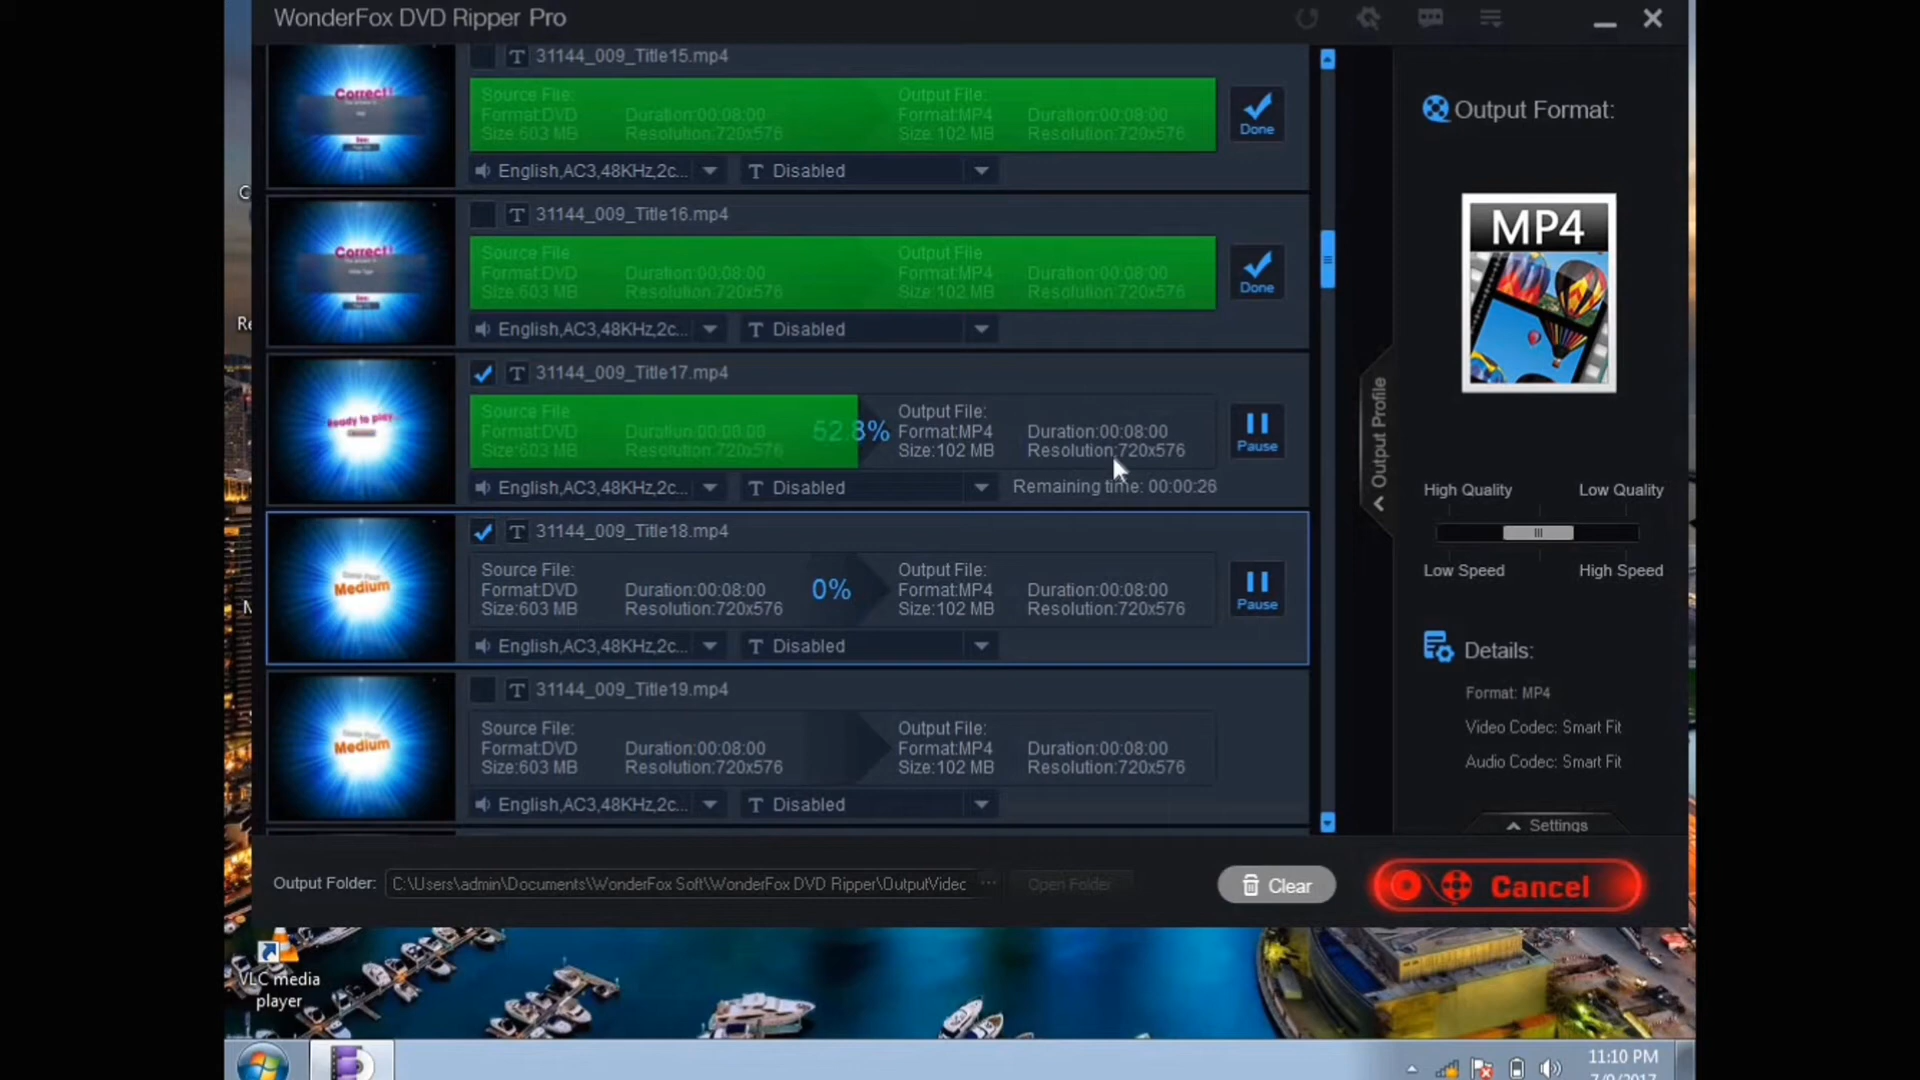 WonderFox DVD Ripper Pro
T 31144_009_Title15.mp4
Correct!
Source File:
Output File:
Format:DVD Duration:00:08:00 Format:MP4 Duration:00:08:00
Size:603 MB Resolution:720x576 Size:102 MB Resolution:720x576
Done
English,AC3,48KHz,2c... T Disabled
T 31144_009_Title16.mp4
Correct!
Source File:
Output File
Format:DVD Duration:00:08:00 Format:MP4 Duration:00:08:00
Size:603 MB Resolution:720x576 Size:102 MB Resolution:720x576
Done
English,AC3,48KHz,2c... T Disabled
T 31144_009_Title17.mp4
Ready to play
Source File
Output File:
Format:DVD Duration:00:08:00 52.8% Format:MP4 Duration:00:08:00
Size:603 MB Resolution:720x576 Size:102 MB Resolution:720x576
Pause
English,AC3,48KHz,2c... T Disabled Remaining time: 00:00:26
T 31144_009_Title18.mp4
Medium
Source File:
Output File:
Format:DVD Duration:00:08:00 0% Format:MP4 Duration:00:08:00
Size:603 MB Resolution:720x576 Size:102 MB Resolution:720x576
Pause
English,AC3,48KHz,2c... T Disabled
T 31144_009_Title19.mp4
Medium
Source File:
Output File:
Format:DVD Duration:00:08:00 Format:MP4 Duration:00:08:00
Size:603 MB Resolution:720x576 Size:102 MB Resolution:720x576
English,AC3,48KHz,2c... T Disabled
Output Profile
Output Format:
MP4
High Quality Low Quality
Low Speed High Speed
Details:
Format: MP4
Video Codec: Smart Fit
Audio Codec: Smart Fit
Settings
Output Folder: C:\Users\admin\Documents\WonderFox Soft\WonderFox DVD Ripper\OutputVideo ... Open Folder Clear Cancel
VLC media
player
11:10 PM